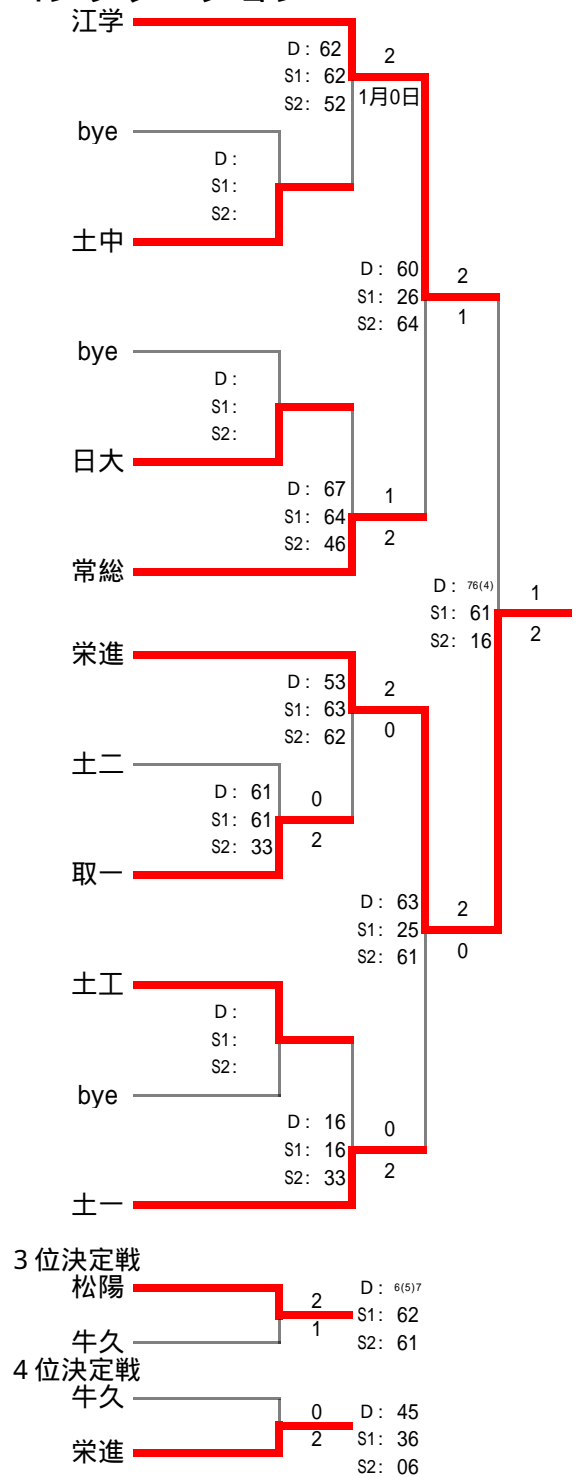 江学
D : 62
S1: 62
S2: 52
2
1月0日
bye
D :
S1:
S2:
土中
D : 60
S1: 26
S2: 64
2
1
bye
D :
S1:
S2:
日大
D : 67
S1: 64
S2: 46
1
2
常総
D : 76(4)
S1: 61
S2: 16
1
2
栄進
D : 53
S1: 63
S2: 62
2
0
土二
D : 61
S1: 61
S2: 33
0
2
取一
D : 63
S1: 25
S2: 61
2
0
土工
D :
S1:
S2:
bye
D : 16
S1: 16
S2: 33
0
2
土一
3位決定戦
松陽
2
1
D : 6(5)7
S1: 62
S2: 61
牛久
4位決定戦
牛久
0
2
D : 45
S1: 36
S2: 06
栄進